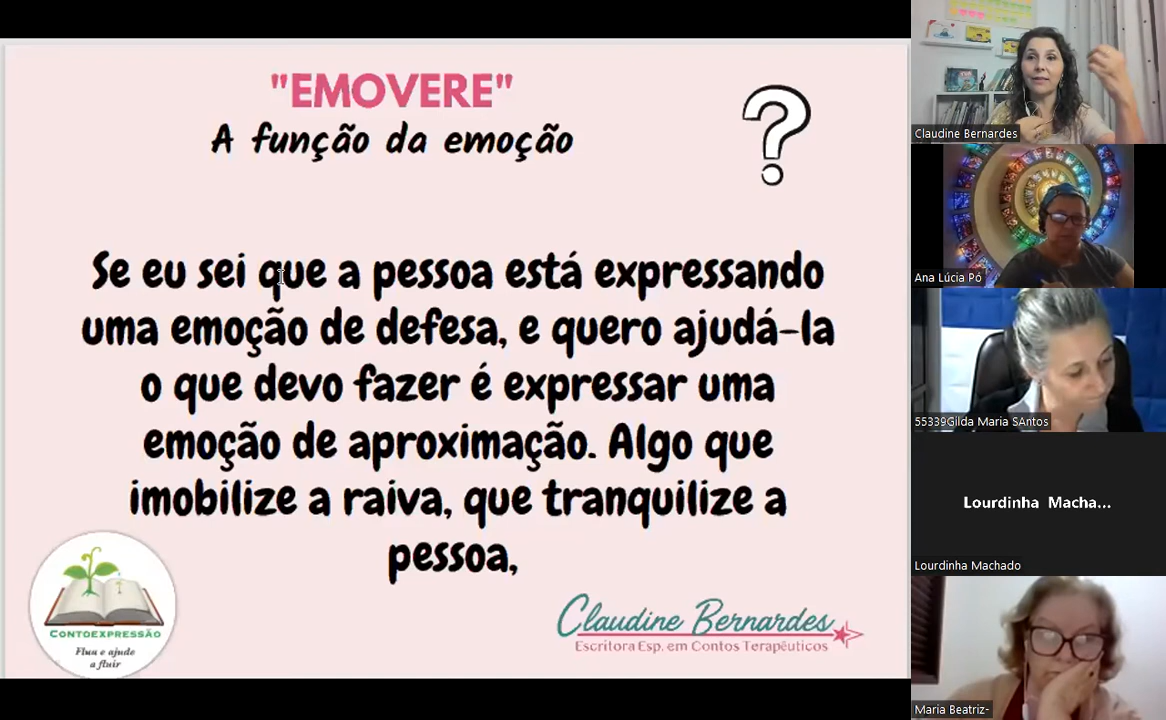 "EMOVERE"
A função da emoção
?
Se eu sei que a pessoa está expressando
uma emoção de defesa, e quero ajudá-la
o que devo fazer é expressar uma
emoção de aproximação. Algo que
imobilize a raiva, que tranquilize a
pessoa,
CONTOEXPRESSÃO
Flua e ajude
a fluir
Claudine Bernardes
Escritora Esp. em Contos Terapêuticos
Claudine Bernardes
Ana Lúcia Pó
55339Gilda Maria SAntos
Lourdinha Macha...
Lourdinha Machado
Maria Beatriz-